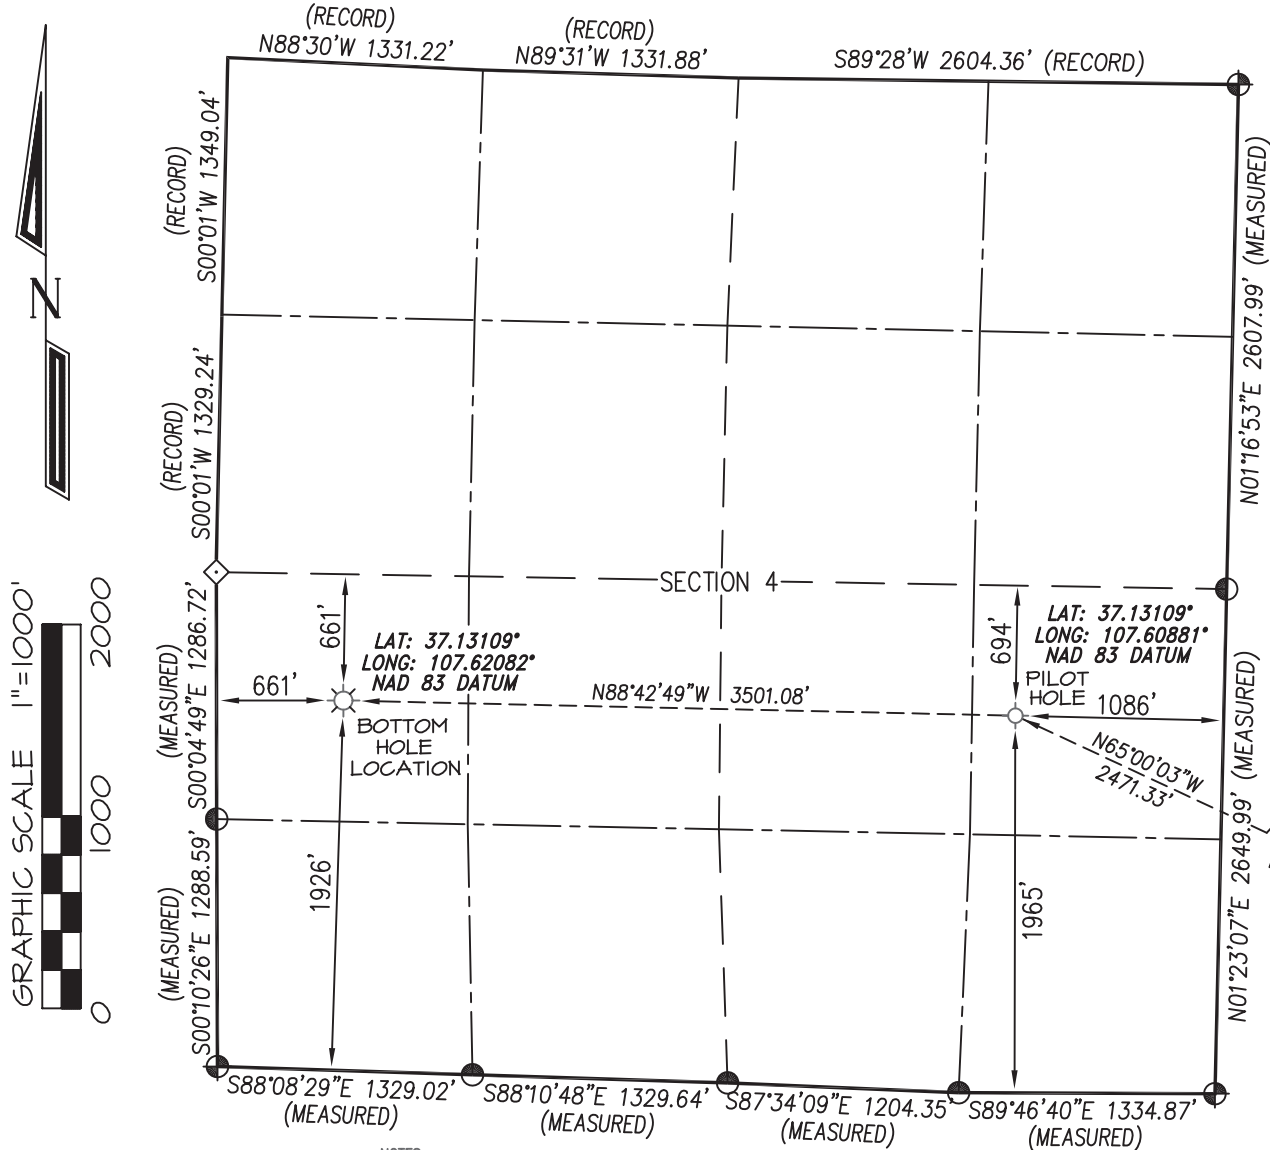 (RECORD)
N88°30'W 1331.22'
(RECORD)
N89°31'W 1331.88'
S89°28'W 2604.36' (RECORD)
(RECORD)
S00°01'W 1349.04'
N01°16'53"E 2607.99' (MEASURED)
N
(RECORD)
S00°01'W 1329.24'
SECTION 4
GRAPHIC SCALE 1"=1000'
2000
1000
0
(MEASURED)
S00°04'49"E 1286.72'
661'
LAT: 37.13109°
LONG: 107.62082°
NAD 83 DATUM
661'
BOTTOM
HOLE
LOCATION
N88°42'49"W 3501.08'
694'
LAT: 37.13109°
LONG: 107.60881°
NAD 83 DATUM
PILOT
HOLE
1086'
N65°00'03"W
2471.33'
N01°23'07"E 2649.99' (MEASURED)
1926'
1965'
(MEASURED)
S00°10'26"E 1288.59'
S88°08'29"E 1329.02'
(MEASURED)
S88°10'48"E 1329.64'
(MEASURED)
S87°34'09"E 1204.35'
(MEASURED)
S89°46'40"E 1334.87'
(MEASURED)